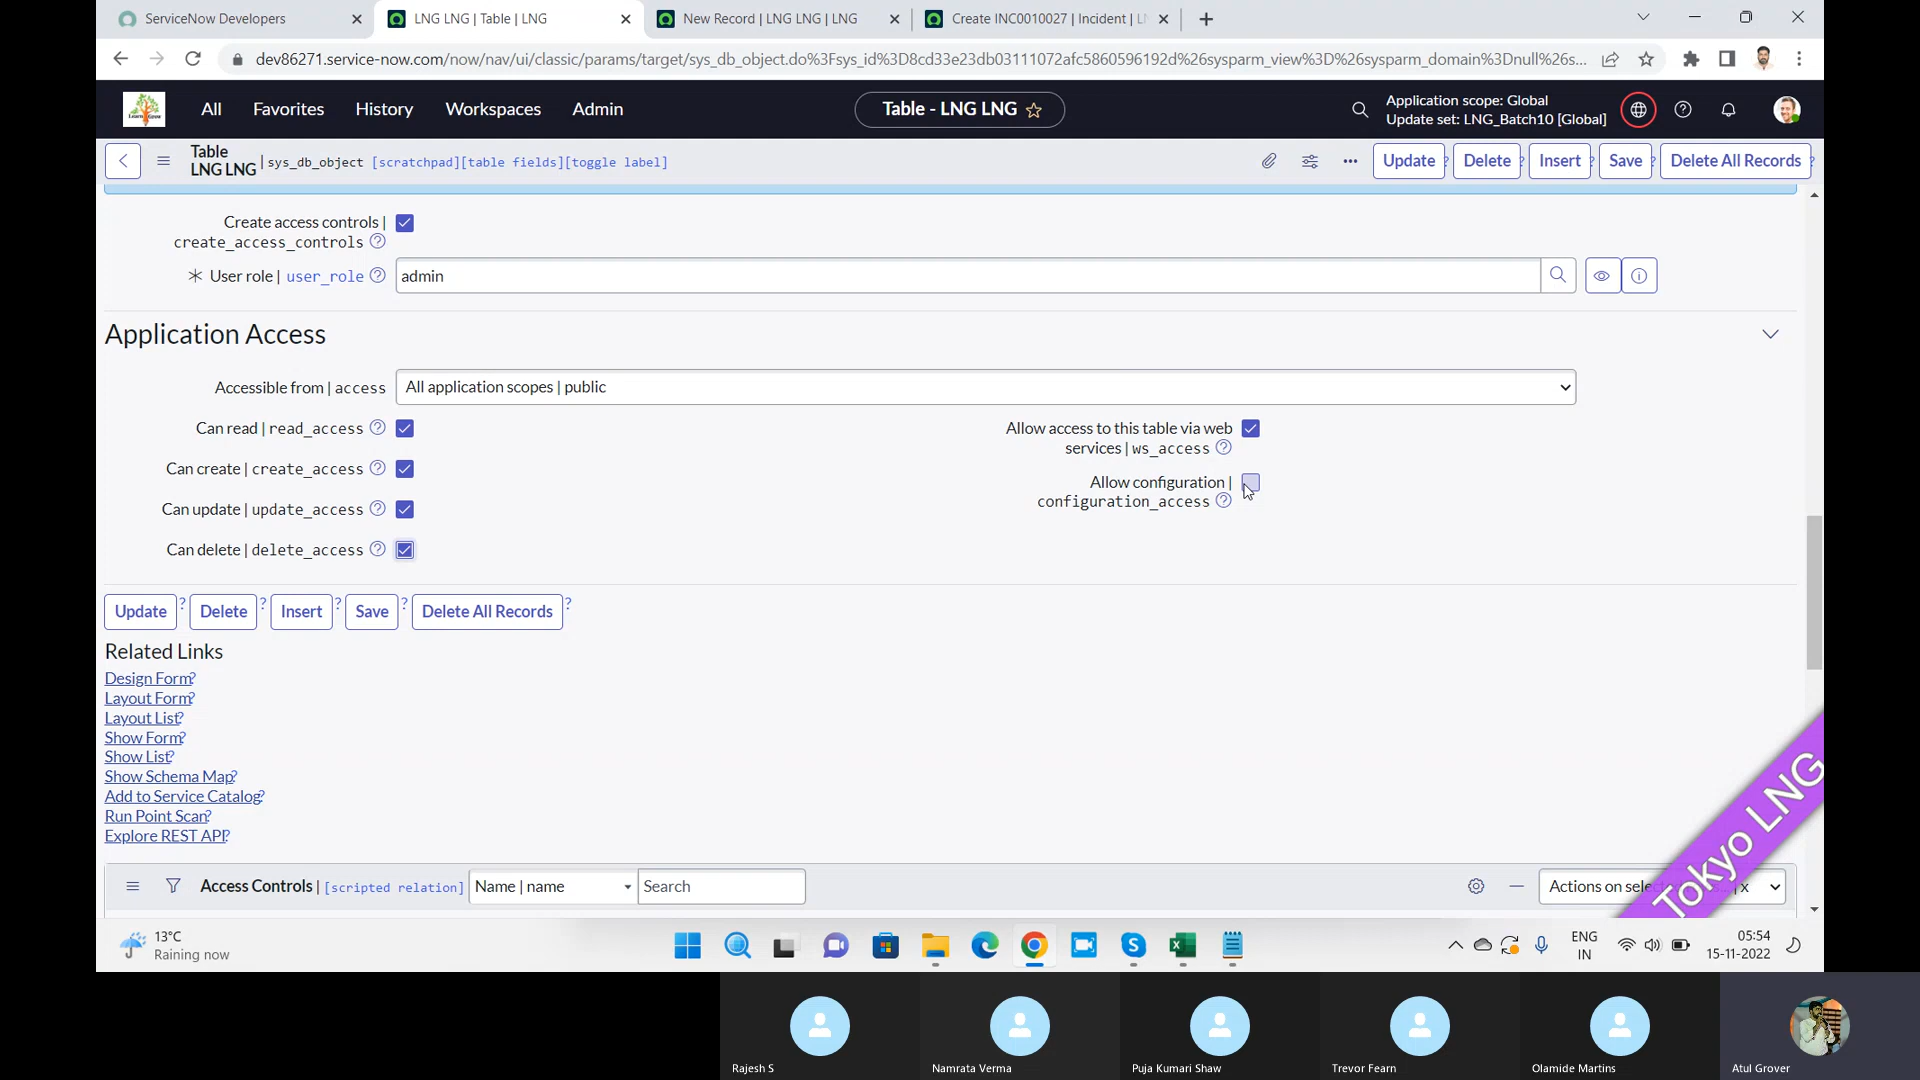 ServiceNow Developers
LNG LNG | Table | LNG
New Record | LNG LNG | LNG
Create INC0010027 | Incident | L
dev86271.service-now.com/now/nav/ui/classic/params/target/sys_db_object.do%3Fsys_id%3D8cd33e23db03111072afc5860596192d%26sysparm_view%3D%26sysparm_domain%3Dnull%26s...
All
Favorites
History
Workspaces
Admin
Table - LNG LNG
Application scope: Global
Update set: LNG_Batch10 [Global]
Table
LNG LNG | sys_db_object [scratchpad][table fields][toggle label]
Update?
Delete?
Insert?
Save?
Delete All Records?
Create access controls |
create_access_controls
User role | user_role
admin
Application Access
Accessible from | access
All application scopes | public
Can read | read_access
Allow access to this table via web
services | ws_access
Can create | create_access
Allow configuration |
configuration_access
Can update | update_access
Can delete | delete_access
Update?
Delete?
Insert?
Save?
Delete All Records?
Related Links
Design Form?
Layout Form?
Layout List?
Show Form?
Show List?
Show Schema Map?
Add to Service Catalog?
Run Point Scan?
Explore REST API?
Access Controls | [scripted relation]
Name | name
Search
Actions on select
x
Tokyo LNG
13°C
Raining now
ENG
IN
05:54
15-11-2022
Rajesh S
Namrata Verma
Puja Kumari Shaw
Trevor Fearn
Olamide Martins
Atul Grover